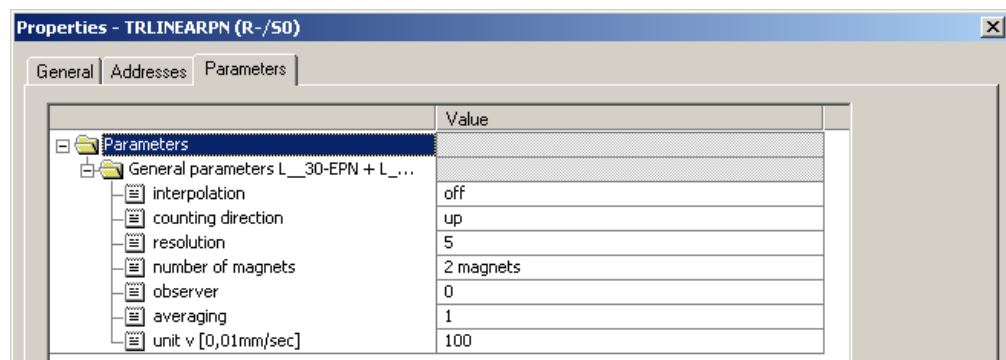 Properties - TRLINEARPN (R-/S0)
General Addresses Parameters
Value
Parameters
General parameters L__30-EPN + L_...
interpolation off
counting direction up
resolution 5
number of magnets 2 magnets
observer 0
averaging 1
unit v [0,01mm/sec] 100